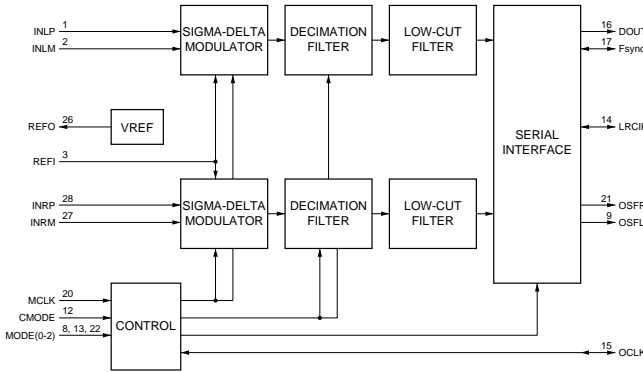 INLP 1
INLM 2
SIGMA-DELTA
MODULATOR
DECIMATION
FILTER
LOW-CUT
FILTER
16 DOUT
17 Fsync
REFO 26
VREF
14 LRCIK
SERIAL
INTERFACE
REFI 3
INRP 28
INRM 27
SIGMA-DELTA
MODULATOR
DECIMATION
FILTER
LOW-CUT
FILTER
21 OSFR
9 OSFL
MCLK 20
CMODE 12
MODE(0-2) 8, 13, 22
CONTROL
15 OCLK